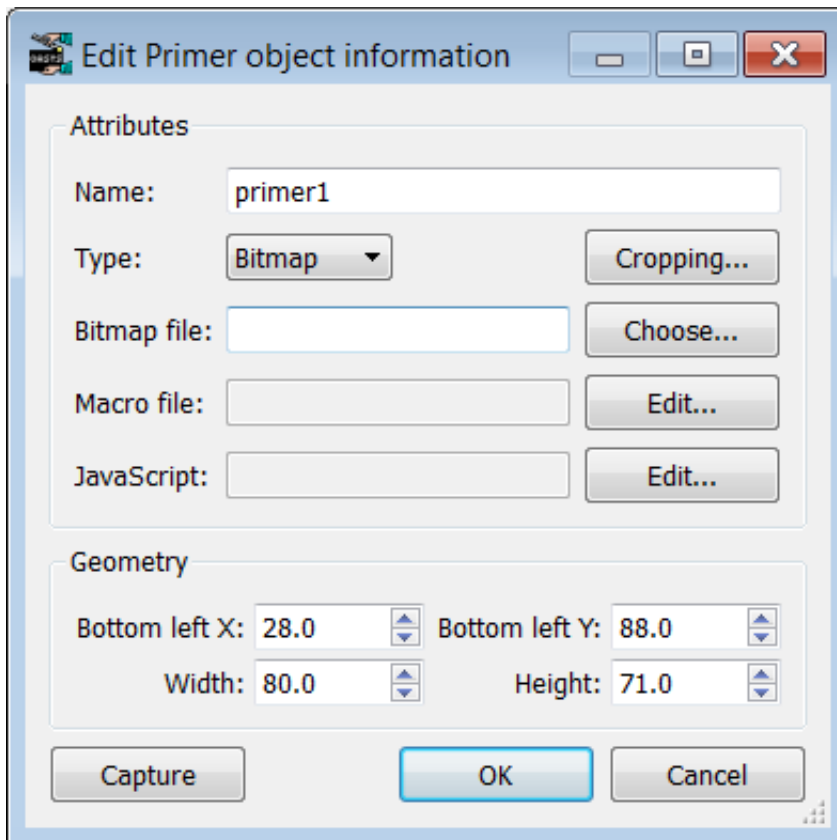 Edit Primer object information
Attributes
Name: primer1
Type: Bitmap Cropping...
Bitmap file: Choose...
Macro file: Edit...
JavaScript: Edit...
Geometry
Bottom left X: 28.0 Bottom left Y: 88.0
Width: 80.0 Height: 71.0
Capture OK Cancel